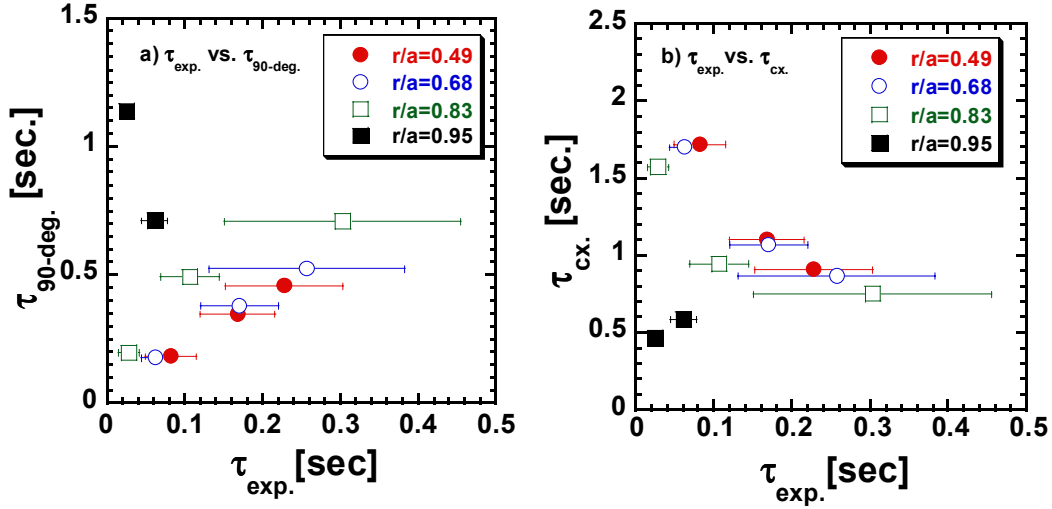 a) τexp. vs. τ90-deg.
r/a=0.49
r/a=0.68
r/a=0.83
r/a=0.95
τ90-deg. [sec.]
1.5
1
0.5
0
0 0.1 0.2 0.3 0.4 0.5
τexp. [sec]
b) τexp. vs. τcx.
r/a=0.49
r/a=0.68
r/a=0.83
r/a=0.95
τcx. [sec.]
2.5
2
1.5
1
0.5
0
0 0.1 0.2 0.3 0.4 0.5
τexp. [sec]